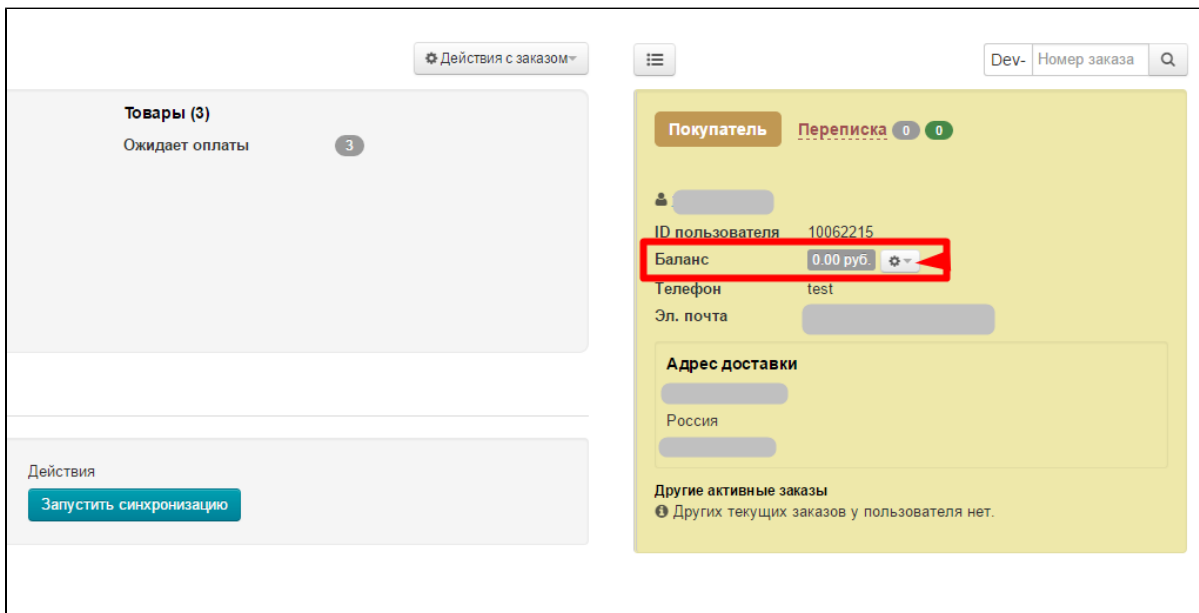 Действия с заказом
Товары (3)
Ожидает оплаты 3
Действия
Запустить синхронизацию
Dev- Номер заказа
Покупатель Переписка 0 0
ID пользователя 10062215
Баланс 0.00 руб.
Телефон test
Эл. почта
Адрес доставки
Россия
Другие активные заказы
Других текущих заказов у пользователя нет.